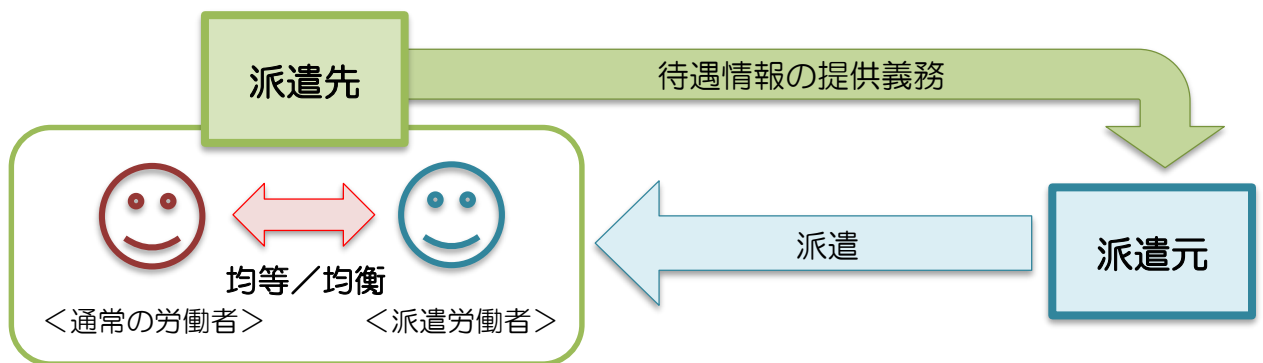 派遣先
待遇情報の提供義務
派遣
派遣元
均等／均衡
＜通常の労働者＞
＜派遣労働者＞